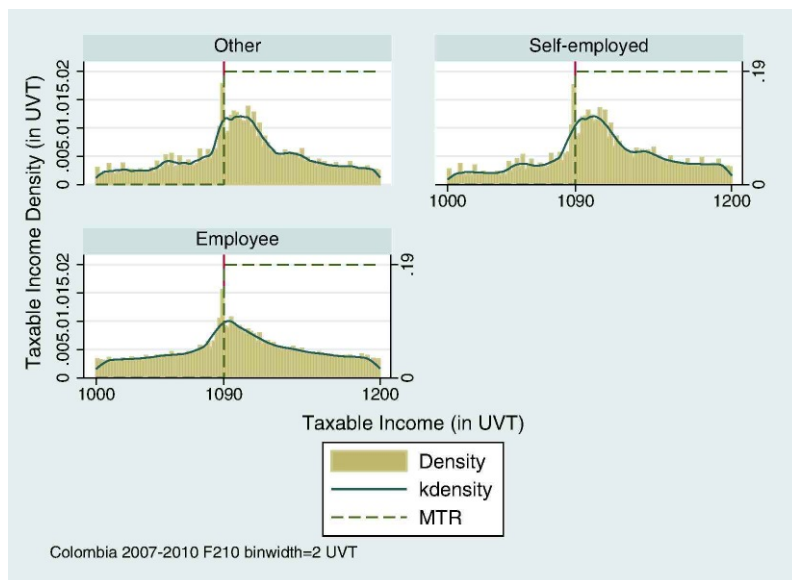 Other
Self-employed
Taxable Income Density (in UVT)
0 .005.01.015.02
.19
0
1000 1090 1200
Employee
0 .005.01.015.02
.19
0
1000 1090 1200
Taxable Income (in UVT)
Density
kdensity
MTR
Colombia 2007-2010 F210 binwidth=2 UVT